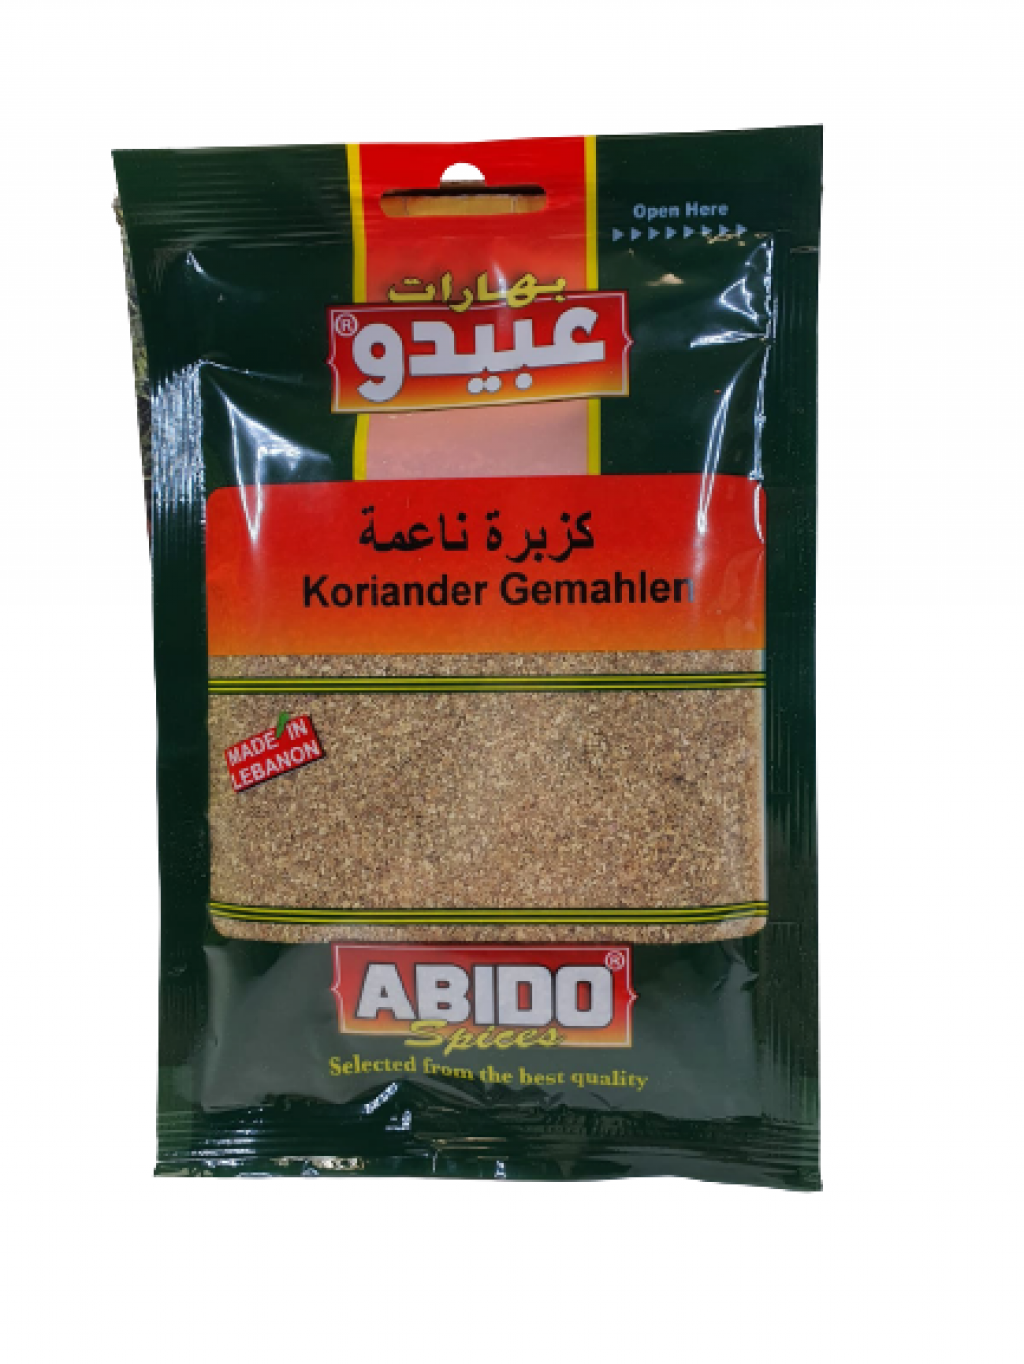 Open Here
بهارات
عبيدو®
كزبرة ناعمة
Koriander Gemahlen
MADE IN
LEBANON
ABIDO®
Spices
Selected from the best quality